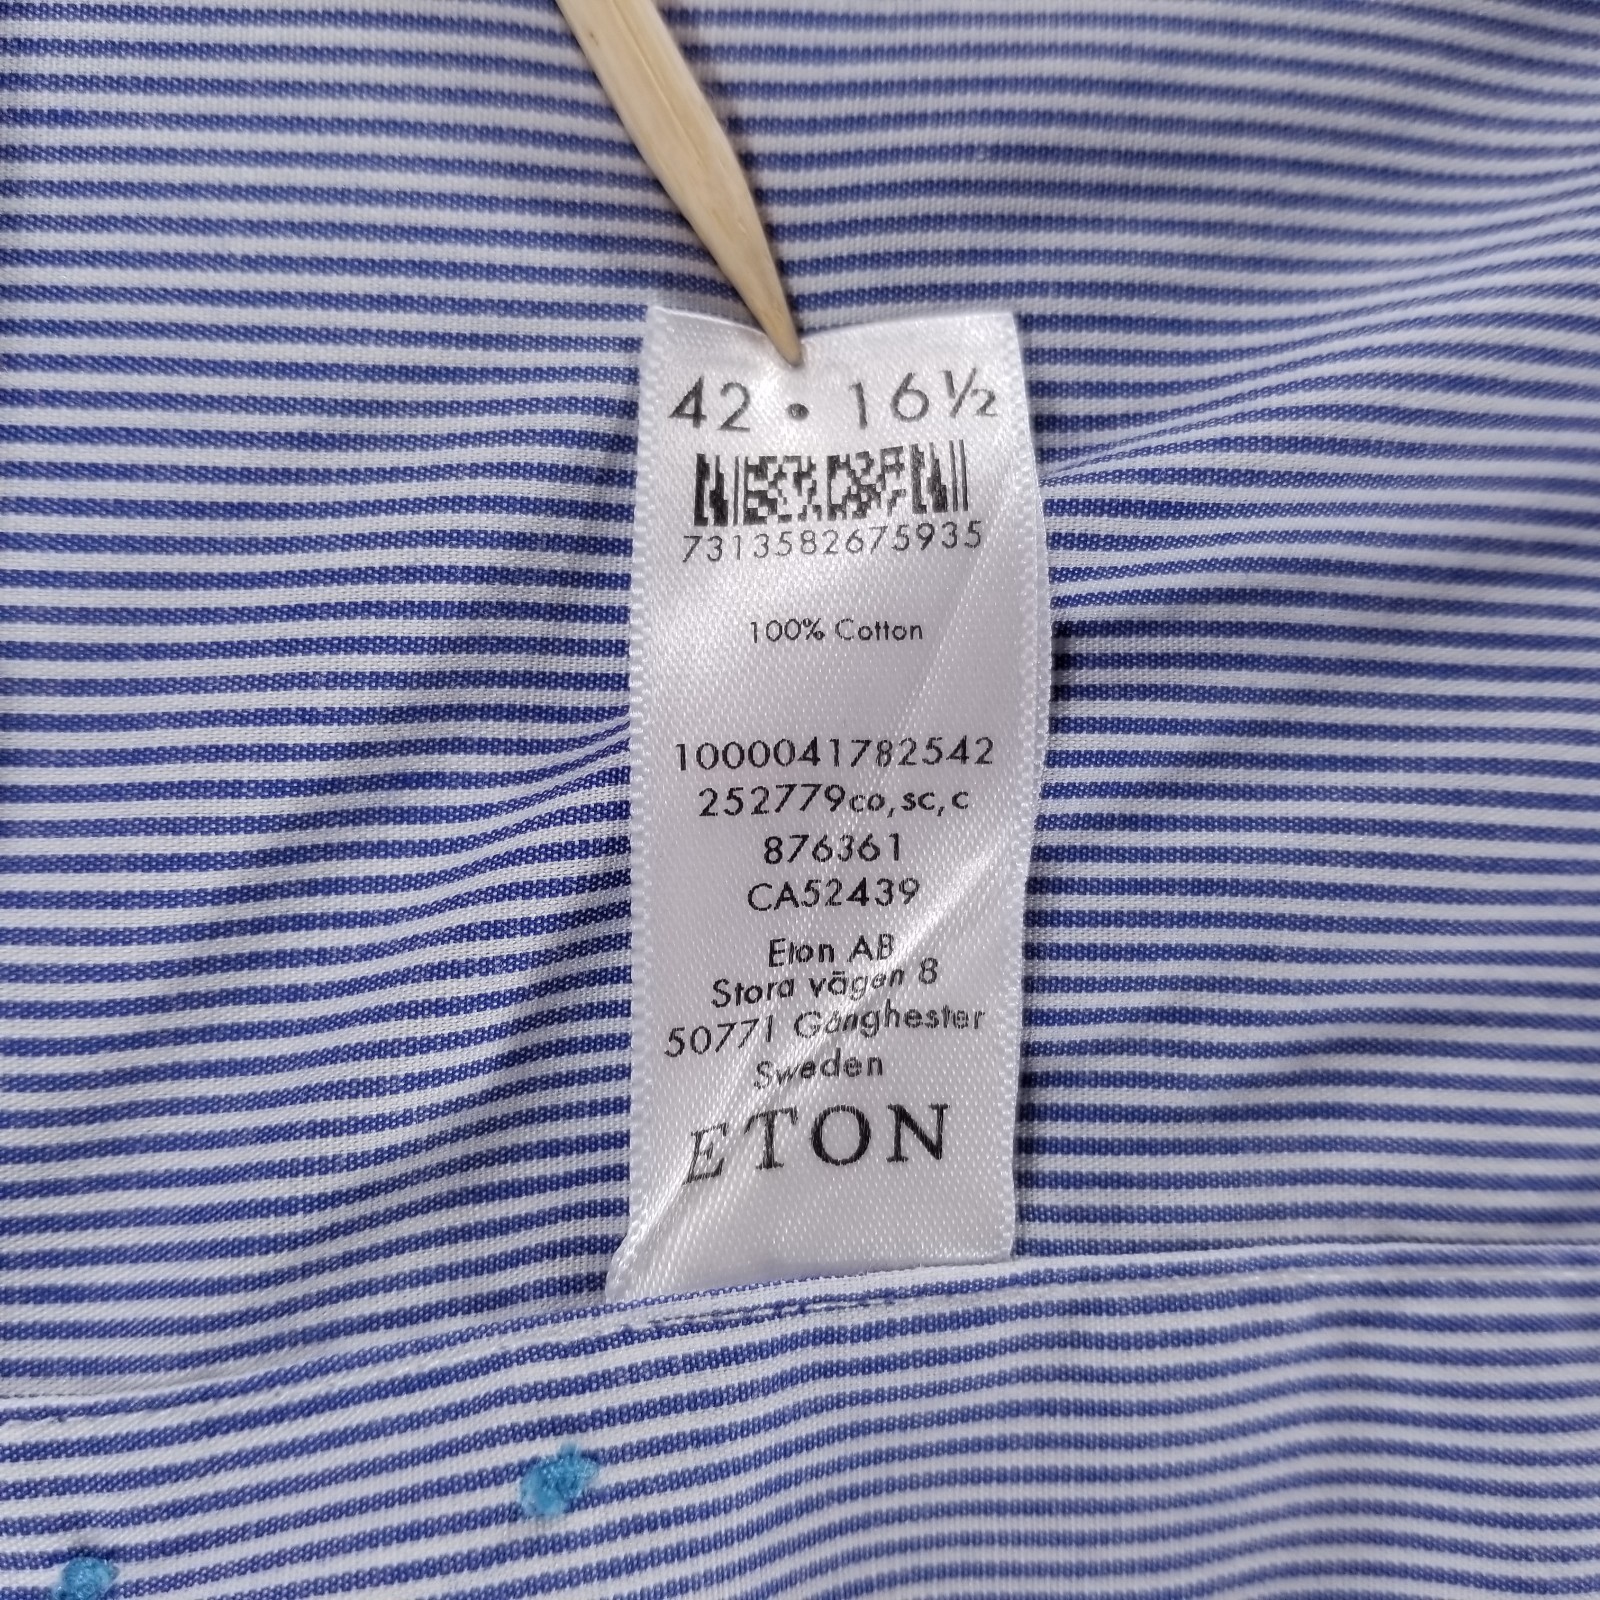 42 • 16½
7313582675935
100% Cotton
1000041782542
252779co,sc,c
876361
CA52439
Eton AB
Stora vägen 8
50771 Gånghester
Sweden
ETON